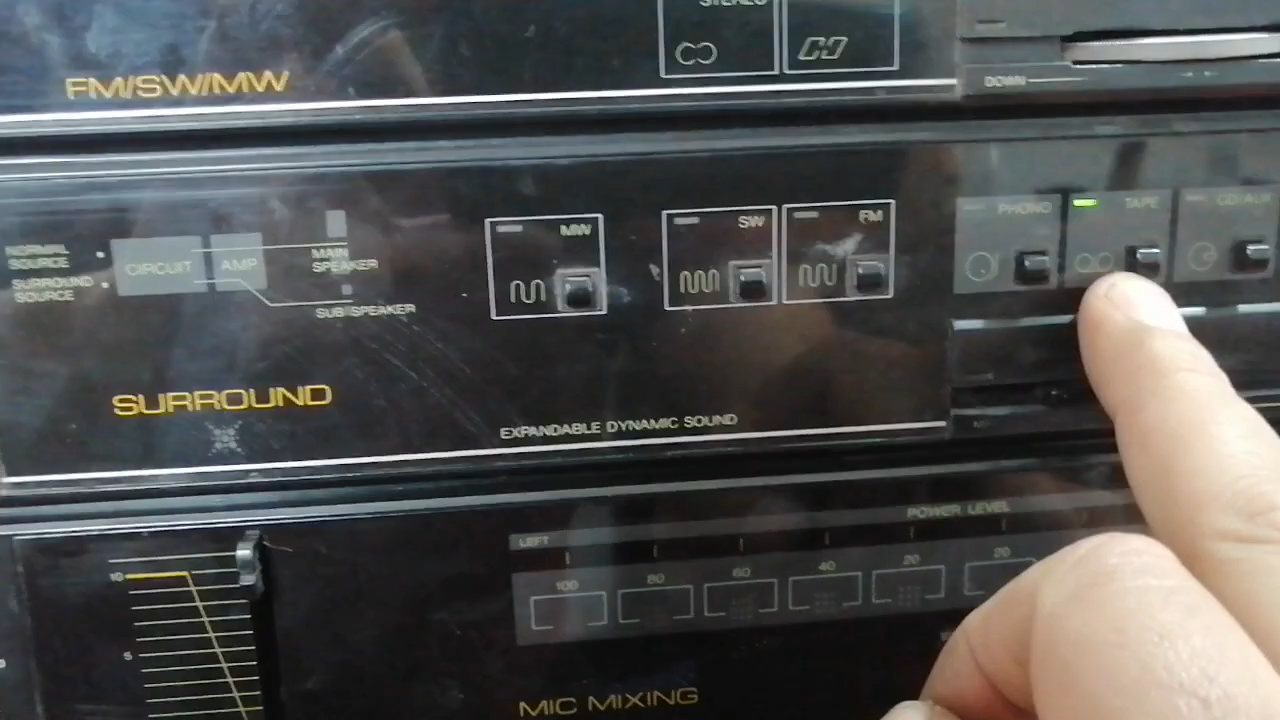 STEREO
FM/SW/MW
DOWN
NORMAL
SOURCE
SURROUND
SOURCE
CIRCUIT
AMP
MAIN
SPEAKER
SUB SPEAKER
MW
SW
FM
PHONO
TAPE
CD/AUX
SURROUND
EXPANDABLE DYNAMIC SOUND
POWER LEVEL
LEFT
100 80 60 40 20 20
10
5
MIC MIXING